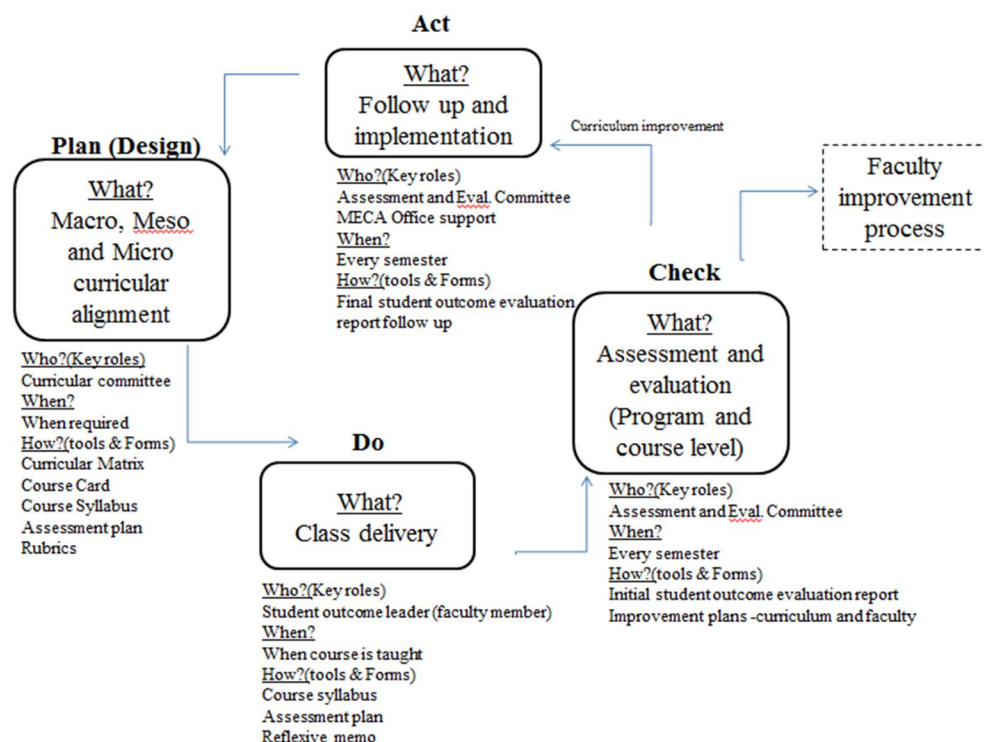 Act
What?
Follow up and
implementation
Who?(Key roles)
Assessment and Eval. Committee
MECA Office support
When?
Every semester
How?(tools & Forms)
Final student outcome evaluation
report follow up
Curriculum improvement
Faculty
improvement
process
Plan (Design)
What?
Macro, Meso
and Micro
curricular
alignment
Who?(Key roles)
Curricular committee
When?
When required
How?(tools & Forms)
Curricular Matrix
Course Card
Course Syllabus
Assessment plan
Rubrics
Do
What?
Class delivery
Who?(Key roles)
Student outcome leader (faculty member)
When?
When course is taught
How?(tools & Forms)
Course syllabus
Assessment plan
Reflexive memo
Check
What?
Assessment and
evaluation
(Program and
course level)
Who?(Key roles)
Assessment and Eval. Committee
When?
Every semester
How?(tools & Forms)
Initial student outcome evaluation report
Improvement plans -curriculum and faculty